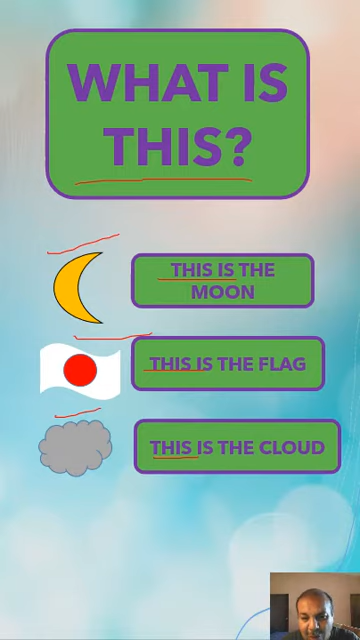 WHAT IS
THIS?
THIS IS THE
MOON
THIS IS THE FLAG
THIS IS THE CLOUD